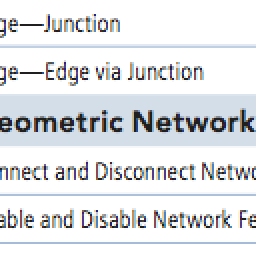 ge—Junction
ge—Edge via Junction
eometric Network
nnect and Disconnect Netwo
able and Disable Network Fe